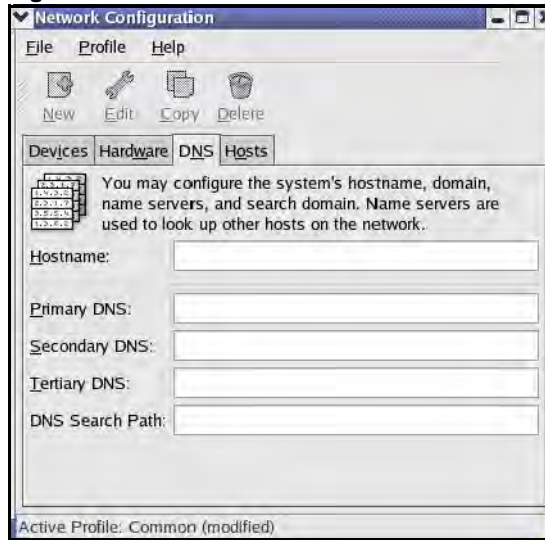 Network Configuration
File Profile Help
New Edit Copy Delete
Devices Hardware DNS Hosts
You may configure the system's hostname, domain,
name servers, and search domain. Name servers are
used to look up other hosts on the network.
Hostname:
Primary DNS:
Secondary DNS:
Tertiary DNS:
DNS Search Path:
Active Profile: Common (modified)